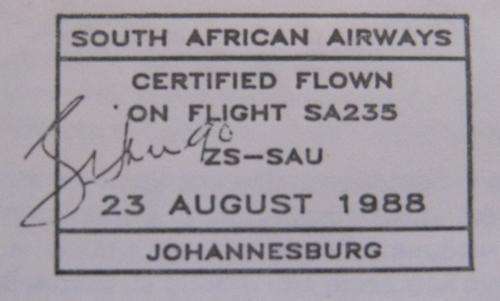 SOUTH AFRICAN AIRWAYS
CERTIFIED FLOWN
ON FLIGHT SA235
ZS-SAU
23 AUGUST 1988
JOHANNESBURG